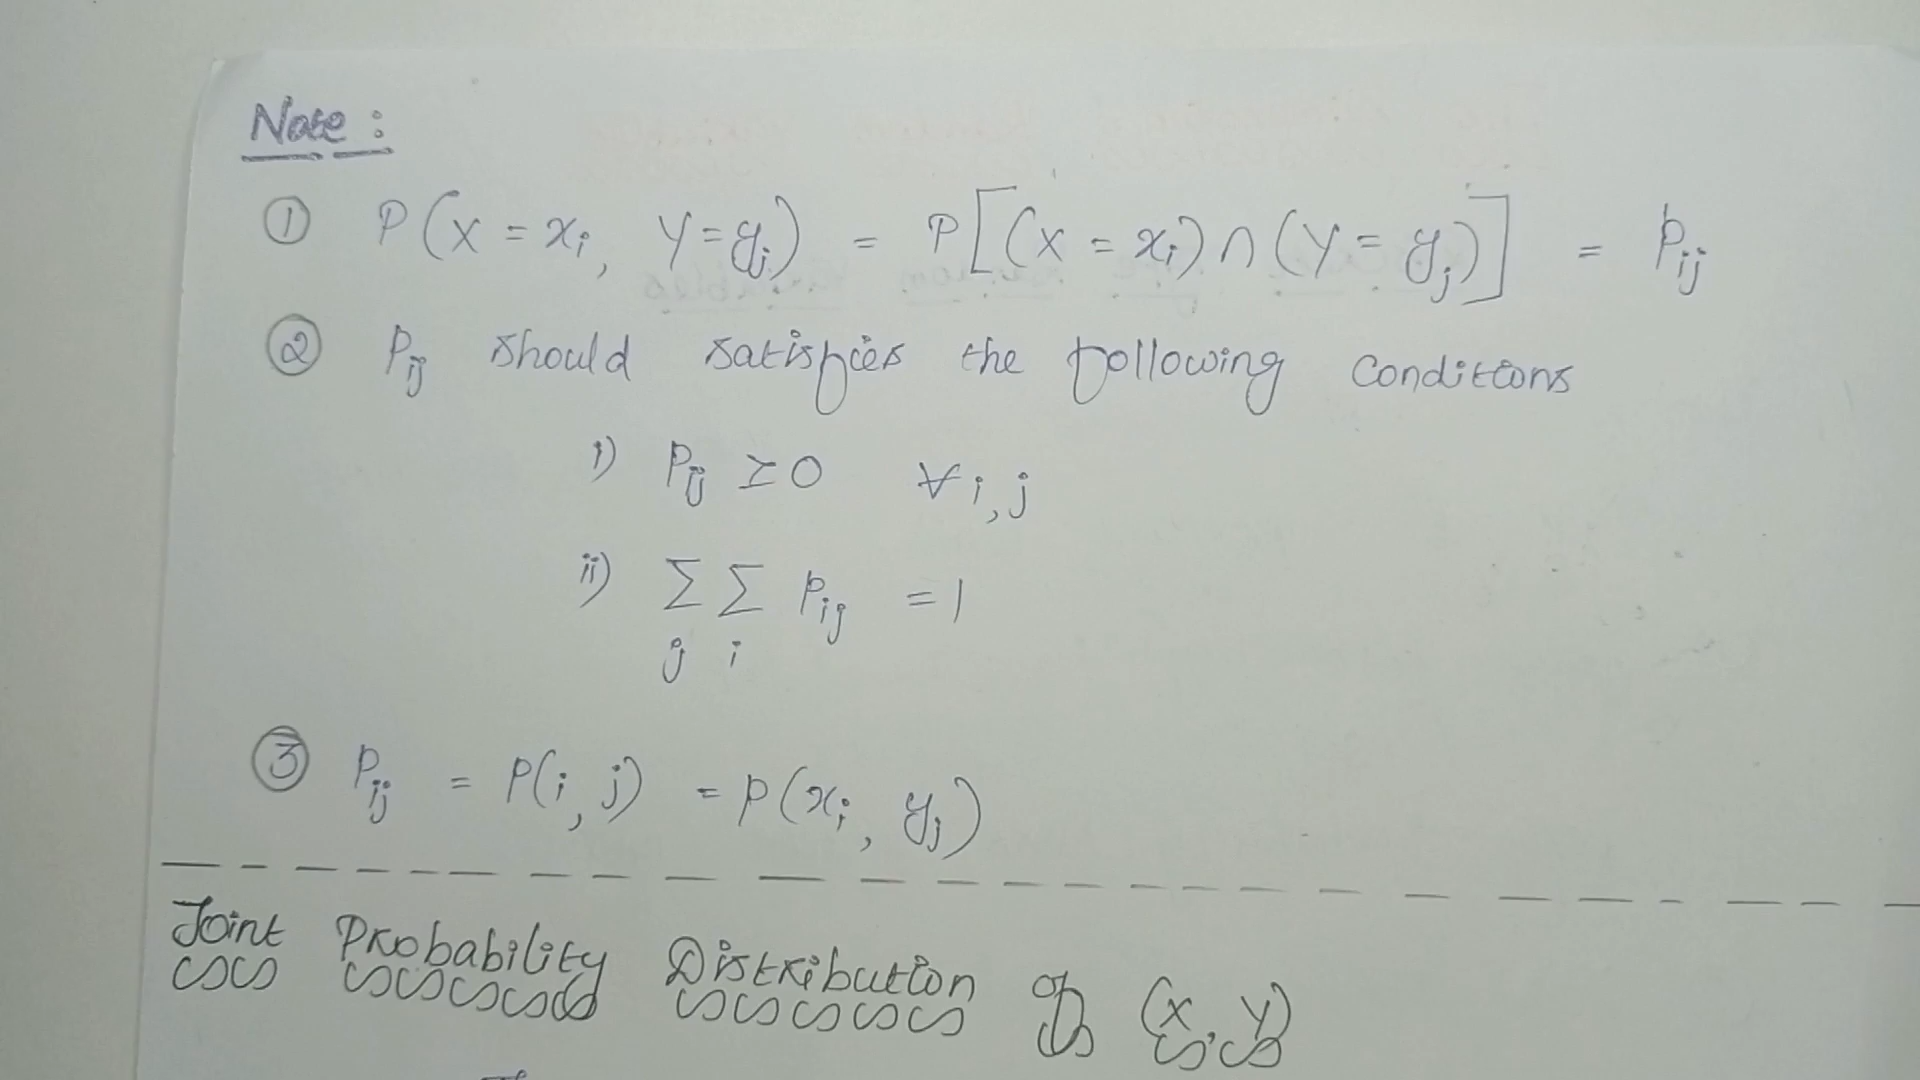 Note :
① P(X = xi, Y = yj) = P[(X = xi) ∩ (Y = yj)] = Pij
② Pij should satisfies the following conditions
i) Pij ≥ 0 ∀ i, j
ii) Σ Σ Pij = 1
j i
③ Pij = P(i, j) = P(xi, yj)
Joint Probability Distribution of (X, Y)